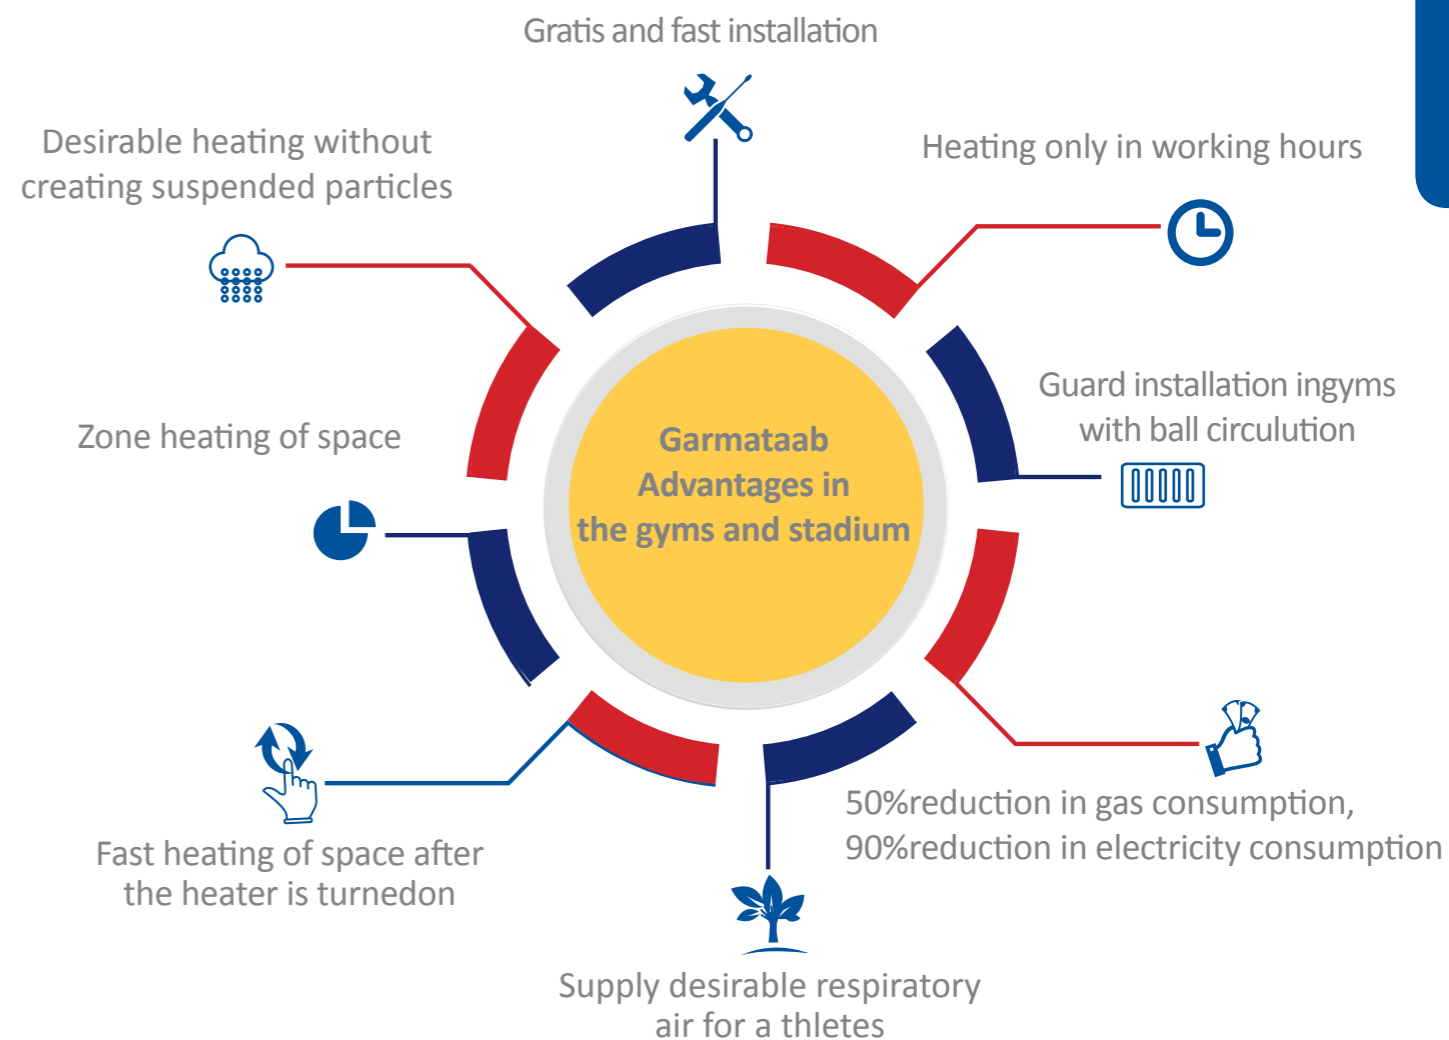 Gratis and fast installation
Desirable heating without
creating suspended particles
Heating only in working hours
Guard installation ingyms
with ball circulution
Zone heating of space
Garmataab
Advantages in
the gyms and stadium
50%reduction in gas consumption,
90%reduction in electricity consumption
Fast heating of space after
the heater is turnedon
Supply desirable respiratory
air for a thletes